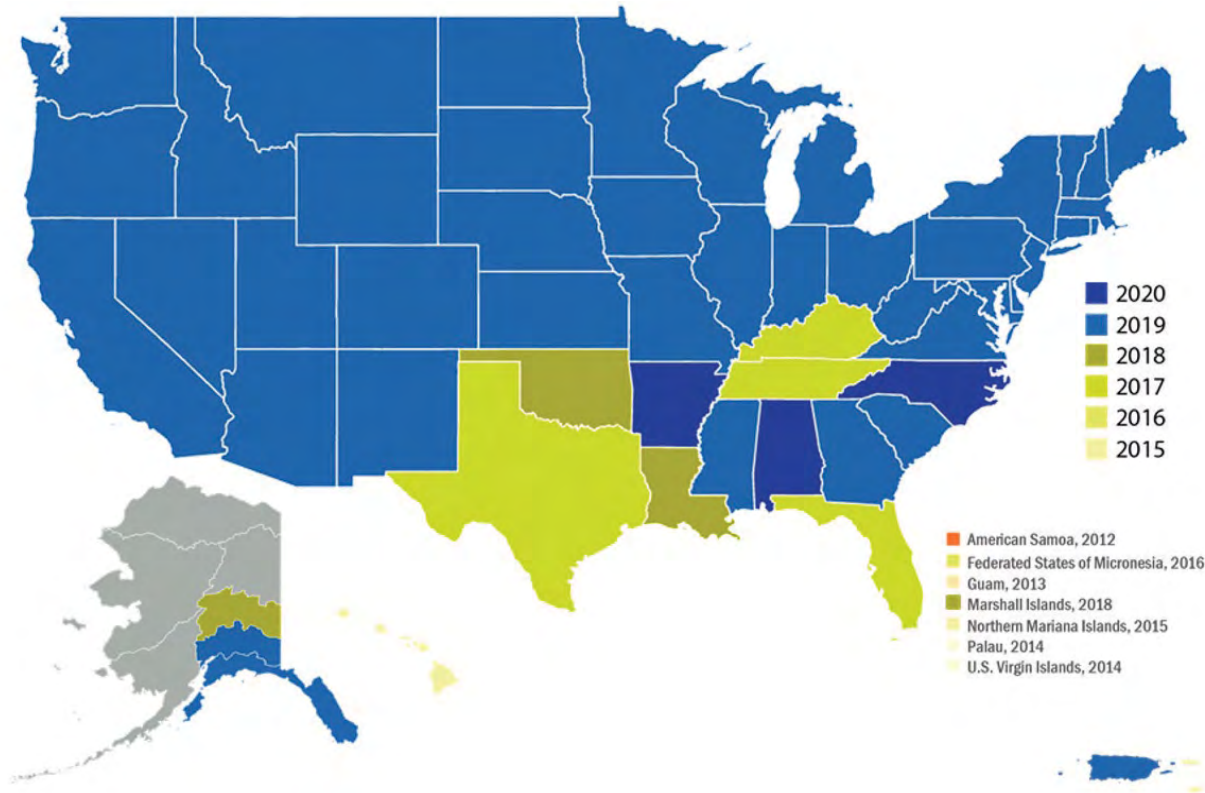 2020
2019
2018
2017
2016
2015
American Samoa, 2012
Federated States of Micronesia, 2016
Guam, 2013
Marshall Islands, 2018
Northern Mariana Islands, 2015
Palau, 2014
U.S. Virgin Islands, 2014